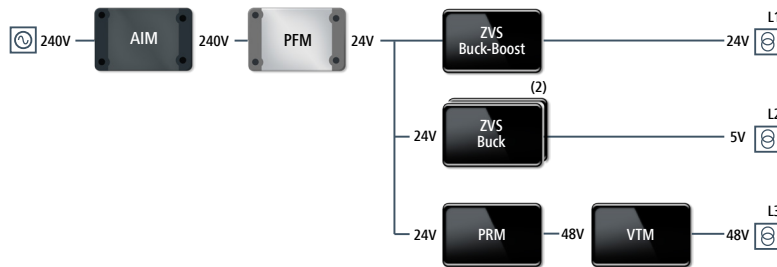 L1
240V
AIM
240V
PFM
24V
ZVS
Buck-Boost
24V
(2)
L2
24V
ZVS
Buck
5V
L3
24V
PRM
48V
VTM
48V